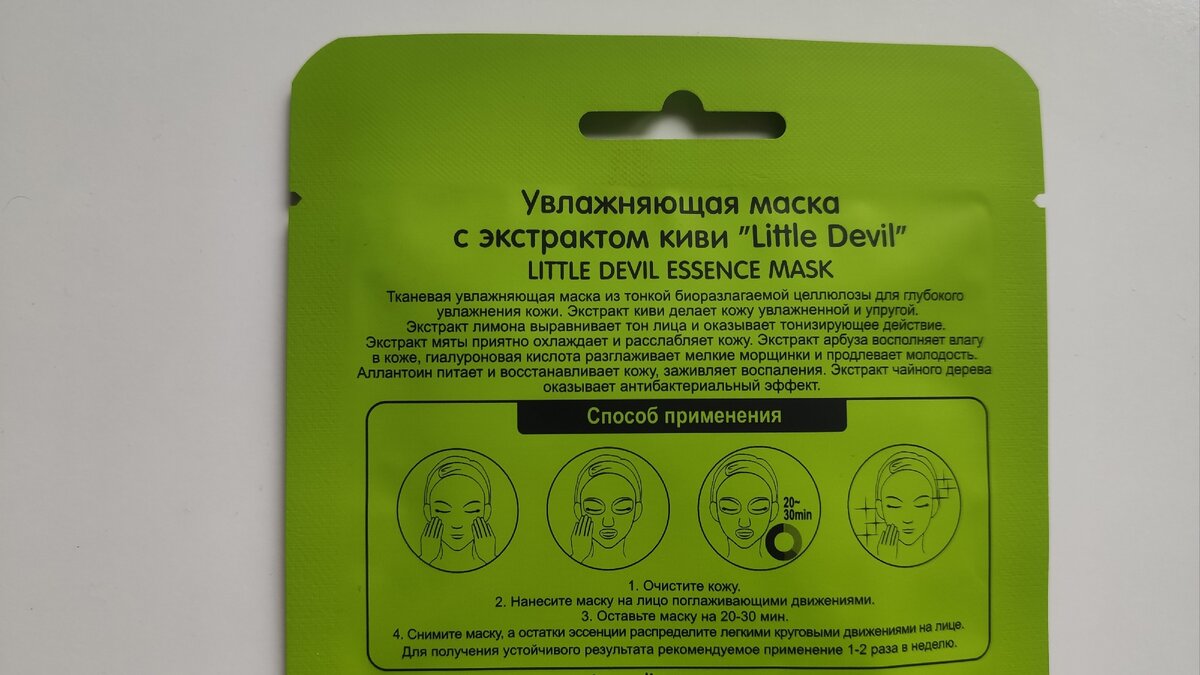 Увлажняющая маска
с экстрактом киви "Little Devil"
LITTLE DEVIL ESSENCE MASK
Тканевая увлажняющая маска из тонкой биоразлагаемой целлюлозы для глубокого
увлажнения кожи. Экстракт киви делает кожу увлажненной и упругой.
Экстракт лимона выравнивает тон лица и оказывает тонизирующее действие.
Экстракт мяты приятно охлаждает и расслабляет кожу. Экстракт арбуза восполняет влагу
в коже, гиалуроновая кислота разглаживает мелкие морщинки и продлевает молодость.
Аллантоин питает и восстанавливает кожу, заживляет воспаления. Экстракт чайного дерева
оказывает антибактериальный эффект.
Способ применения
20~
30min
1. Очистите кожу.
2. Нанесите маску на лицо поглаживающими движениями.
3. Оставьте маску на 20-30 мин.
4. Снимите маску, а остатки эссенции распределите легкими круговыми движениями на лице.
Для получения устойчивого результата рекомендуемое применение 1-2 раза в неделю.